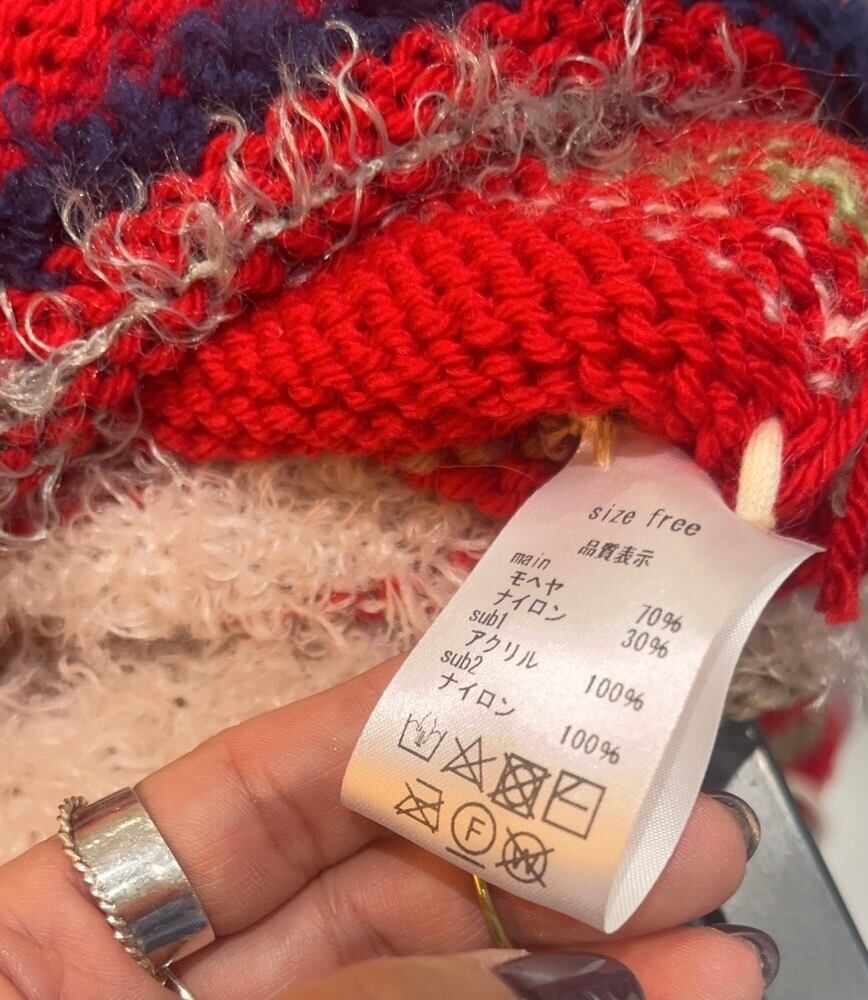 size free
品質表示
main
モヘヤ 70%
ナイロン 30%
sub1
アクリル 100%
sub2
ナイロン 100%
F
W